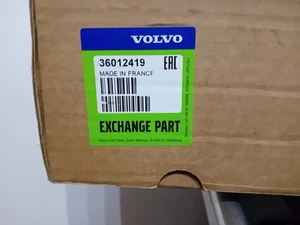 VOLVO
36012419
EAC
MADE IN FRANCE
EXCHANGE PART